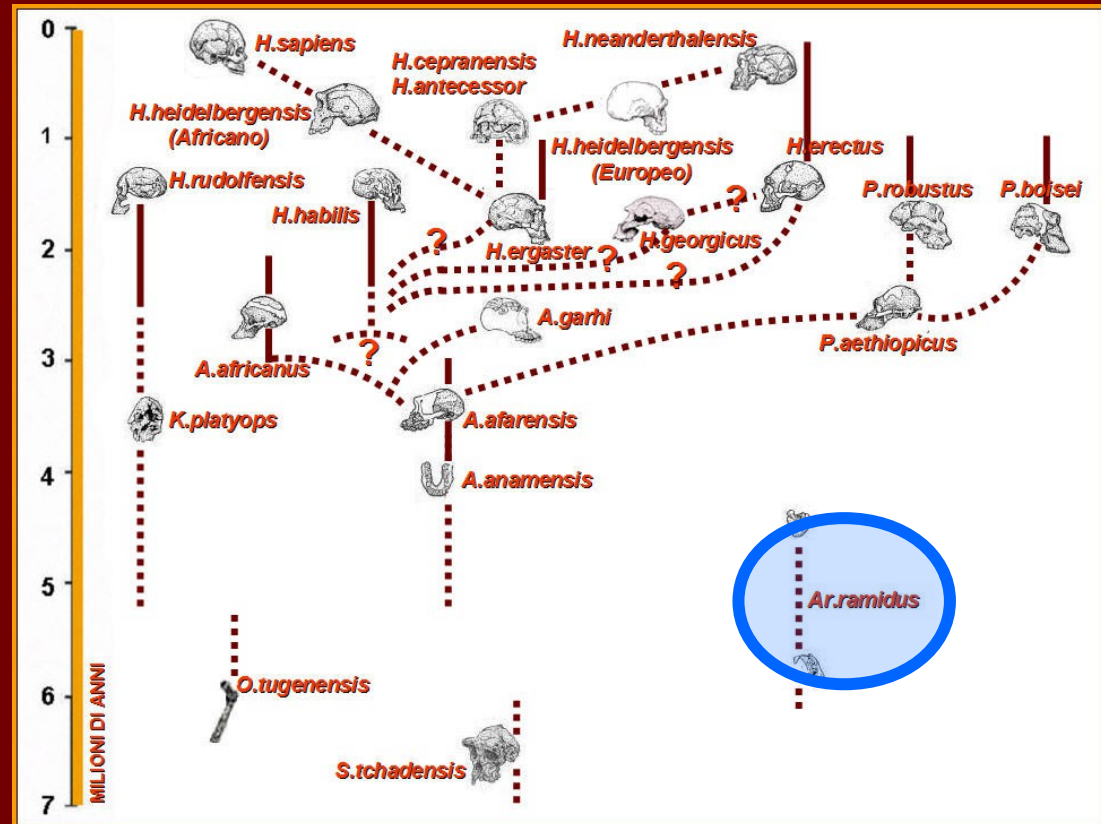 0
H.sapiens
H.neanderthalensis
H.cepranensis
H.antecessor
H.heidelbergensis
(Africano)
1
H.heidelbergensis
(Europeo)
H.erectus
H.rudolfensis
H.habilis
P.robustus
P.boisei
?
?
2
H.ergaster
H.georgicus
?
?
A.garhi
P.aethiopicus
?
3
A.africanus
K.platyops
A.afarensis
4
A.anamensis
5
Ar.ramidus
6
O.tugenensis
S.tchadensis
7
MILIONI DI ANNI